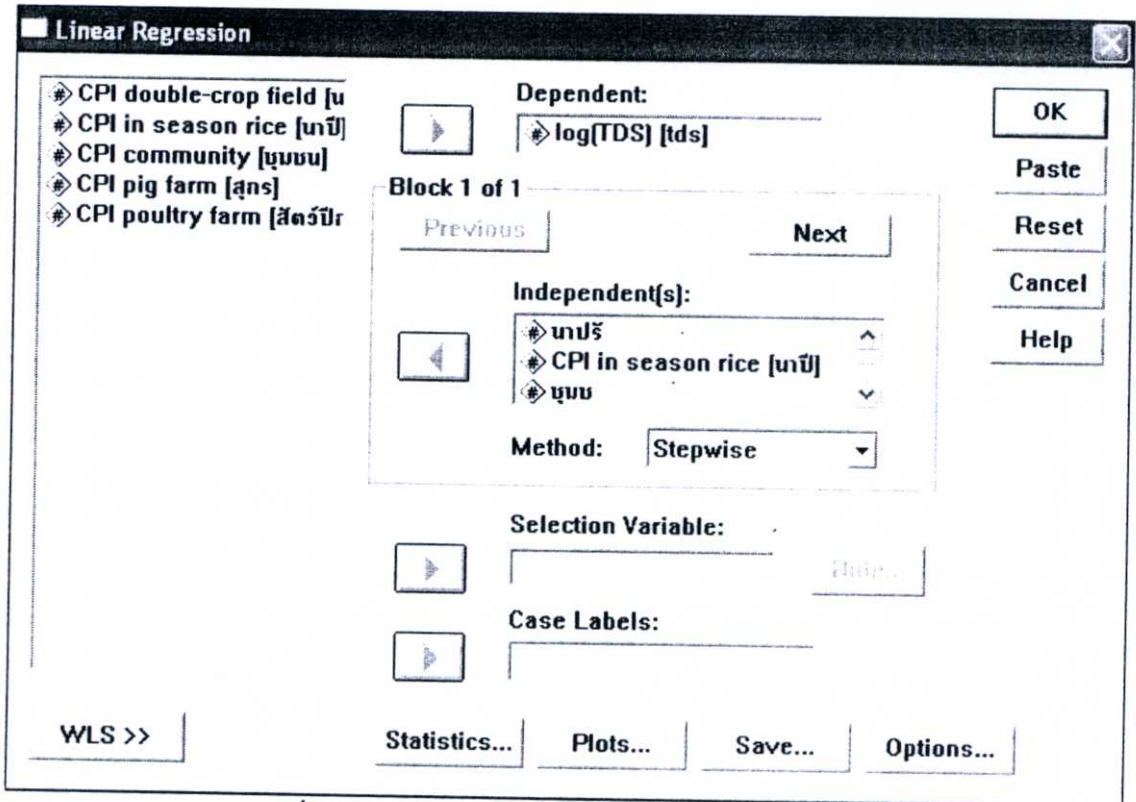 Linear Regression
CPI double-crop field [น
CPI in season rice [นาปี]
CPI community [ชุมชน]
CPI pig farm [สุกร]
CPI poultry farm [สัตว์ปีก
Dependent:
log(TDS) [tds]
Block 1 of 1
Previous
Next
Independent(s):
นาปรั
CPI in season rice [นาปี]
ชุมช
Method:
Stepwise
Selection Variable:
Rule...
Case Labels:
OK
Paste
Reset
Cancel
Help
WLS >>
Statistics...
Plots...
Save...
Options...